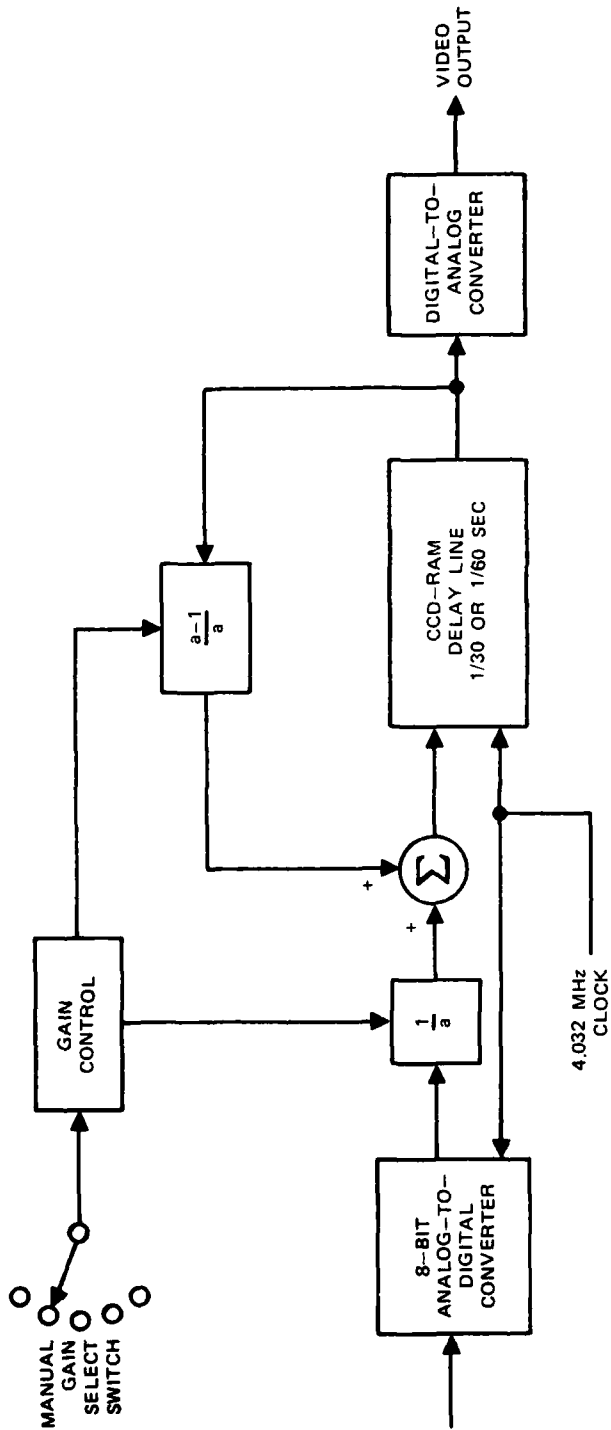 MANUAL
GAIN
SELECT
SWITCH
GAIN
CONTROL
a-1
a
8-BIT
ANALOG-TO-
DIGITAL
CONVERTER
1
a
+
+
Σ
CCD-RAM
DELAY LINE
1/30 OR 1/60 SEC
DIGITAL-TO-
ANALOG
CONVERTER
VIDEO
OUTPUT
4.032 MHz
CLOCK